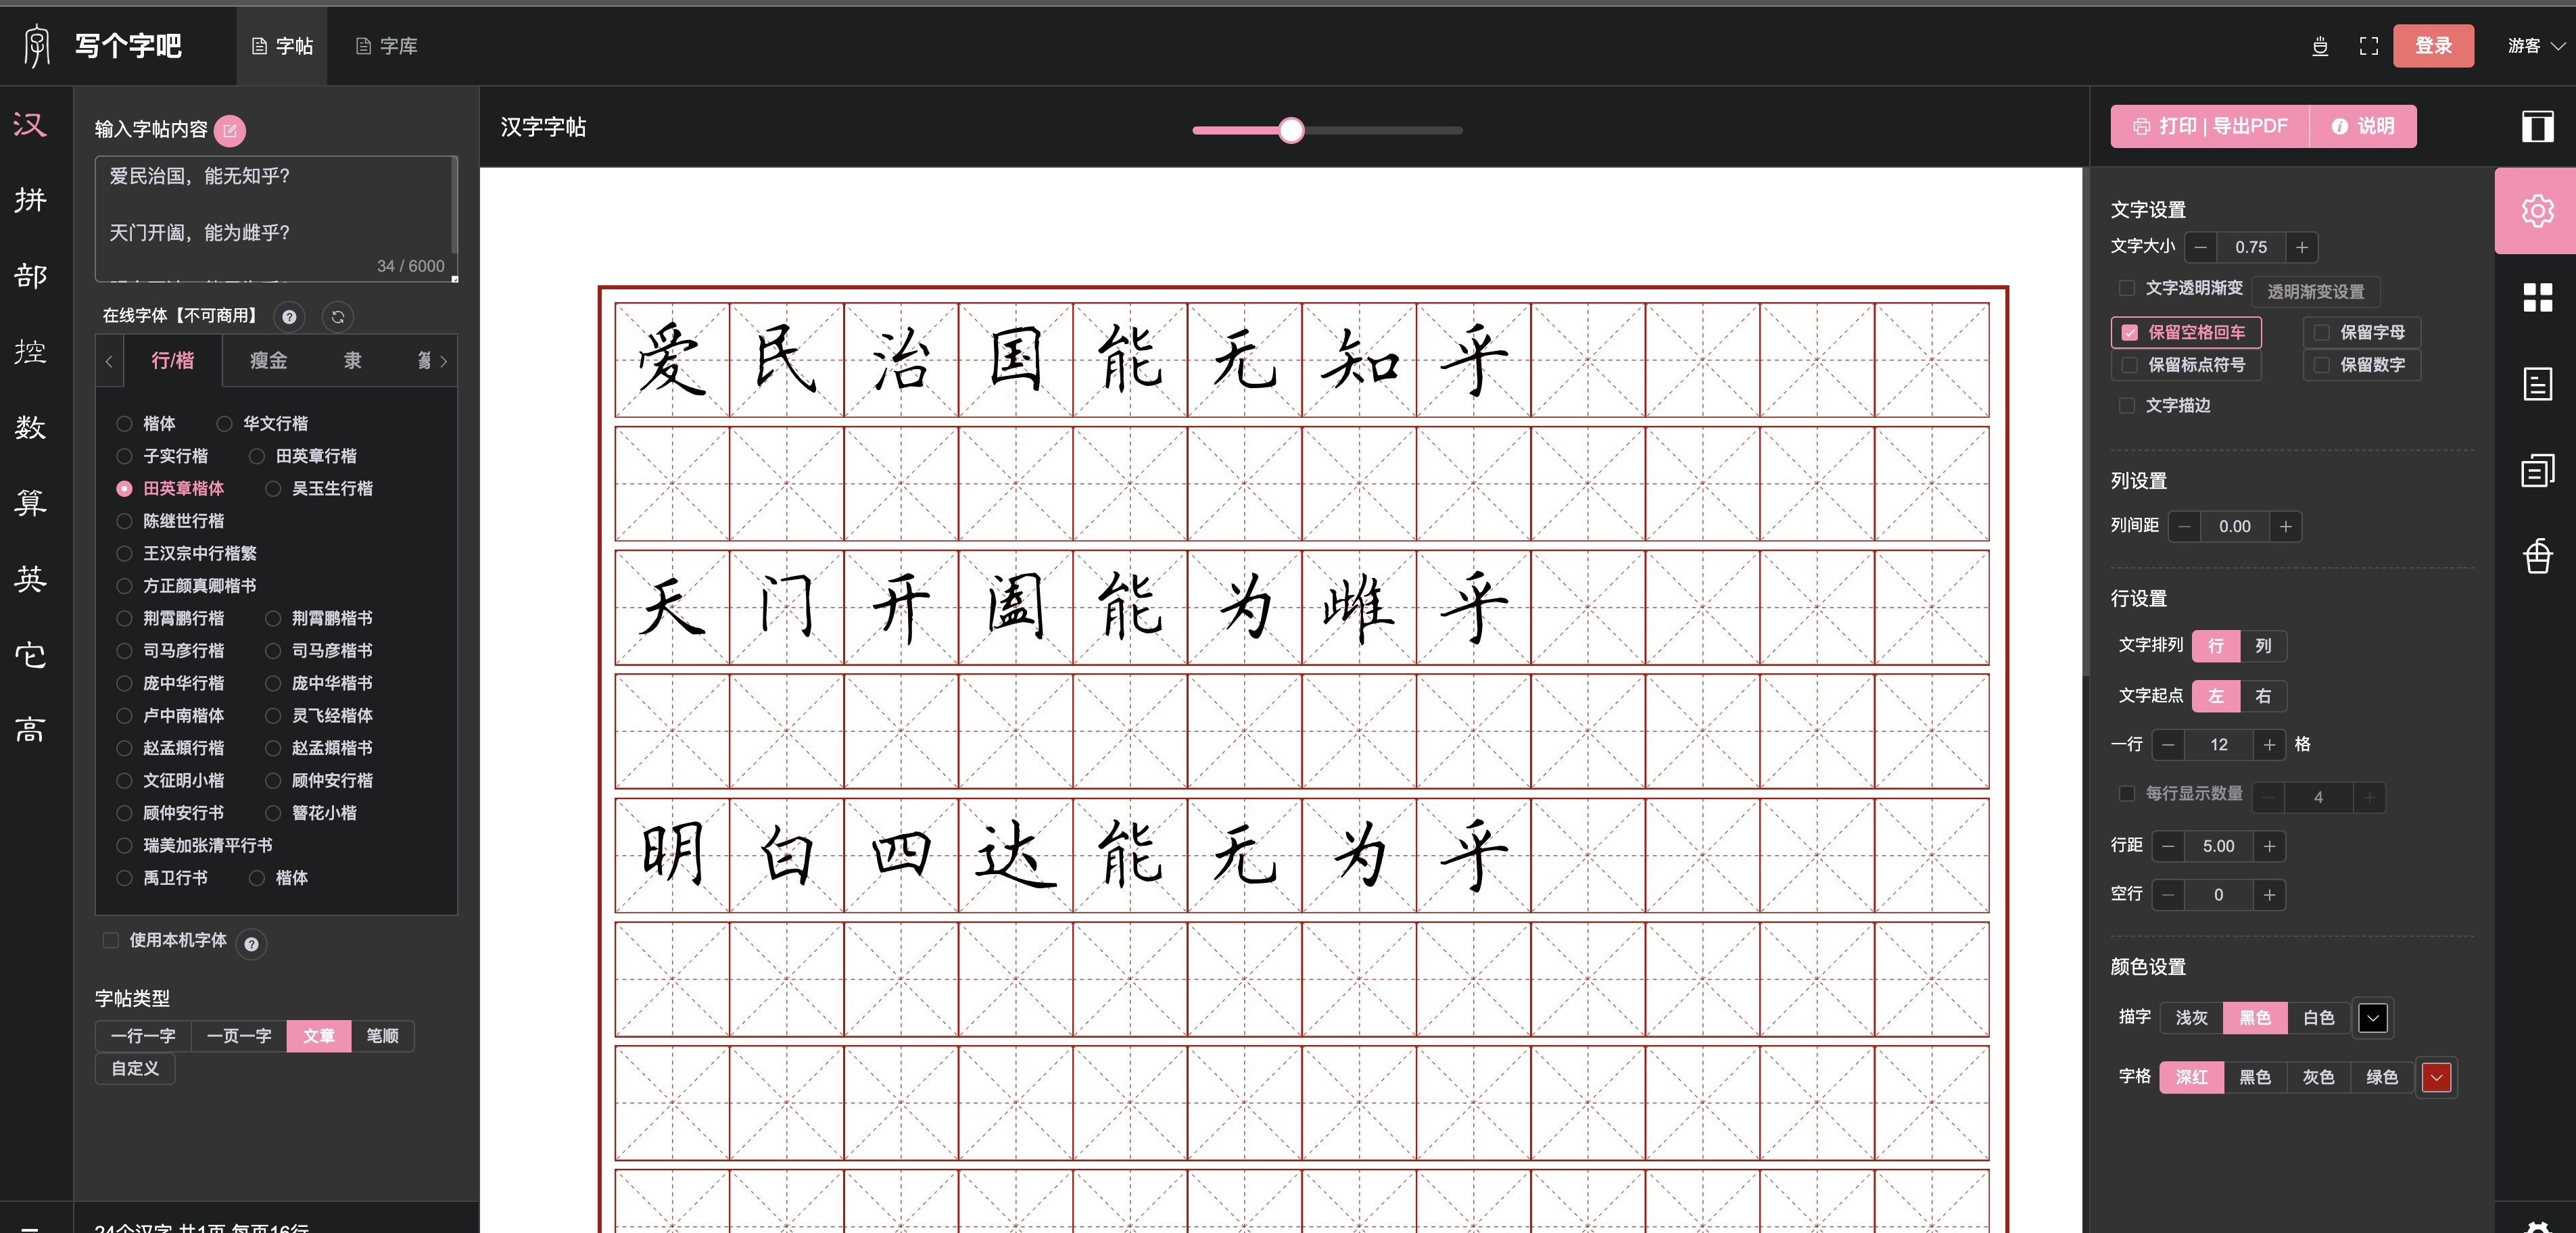 写个字吧
字帖
字库
登录
游客
汉
拼
部
控
数
算
英
它
高
输入字帖内容
爱民治国，能无知乎?
天门开阖，能为雌乎?
34 / 6000
在线字体【不可商用】
行/楷
瘦金
隶
楷体
华文行楷
子实行楷
田英章行楷
田英章楷体
吴玉生行楷
陈继世行楷
王汉宗中行楷繁
方正颜真卿楷书
荆霄鹏行楷
荆霄鹏楷书
司马彦行楷
司马彦楷书
庞中华行楷
庞中华楷书
卢中南楷体
灵飞经楷体
赵孟頫行楷
赵孟頫楷书
文征明小楷
顾仲安行楷
顾仲安行书
簪花小楷
瑞美加张清平行书
禹卫行书
楷体
使用本机字体
字帖类型
一行一字
一页一字
文章
笔顺
自定义
24个汉字 共1页 每页16行
汉字字帖
爱民治国能无知乎
天门开阖能为雌乎
明白四达能无为乎
打印 | 导出PDF
说明
文字设置
文字大小
0.75
文字透明渐变
透明渐变设置
保留空格回车
保留字母
保留标点符号
保留数字
文字描边
列设置
列间距
0.00
行设置
文字排列
行
列
文字起点
左
右
一行
12
格
每行显示数量
4
行距
5.00
空行
0
颜色设置
描字
浅灰
黑色
白色
字格
深红
黑色
灰色
绿色